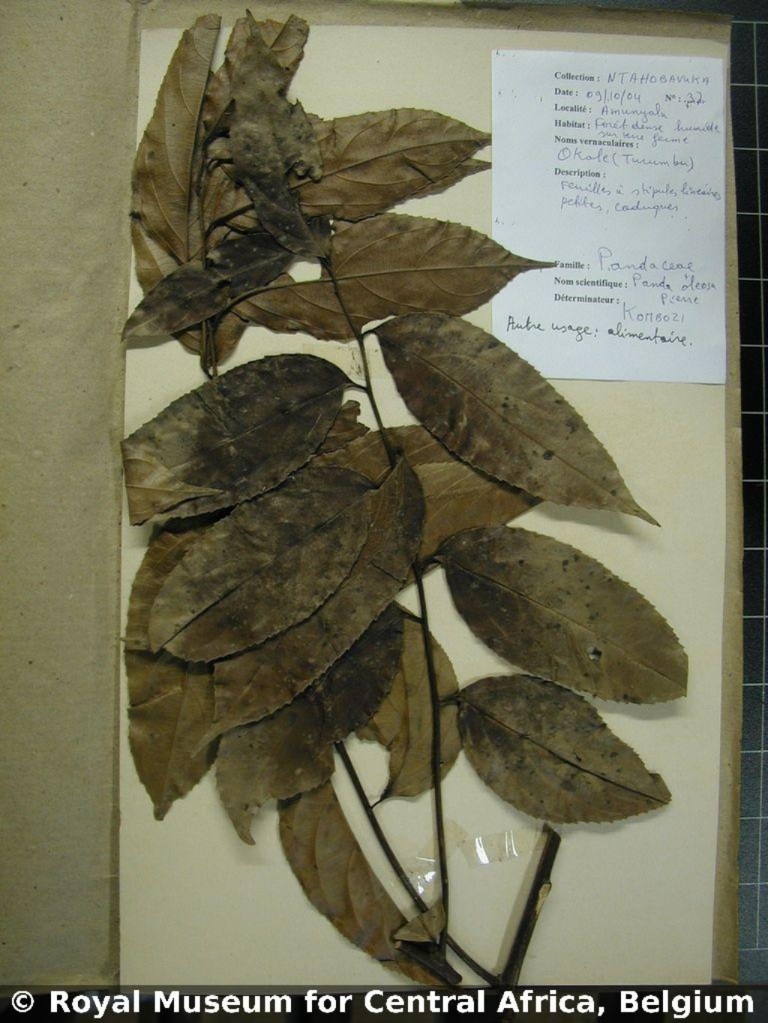 Collection : NTAHOBAVUKA
Date : 09/10/04 N° : 37
Localité : Amunyala
Habitat : Forêt dense humide
sur terre ferme
Noms vernaculaires :
Okole (Tucumbu)
Description :
Feuilles à stipules linéaires
petites, caduques.
Famille : Pandaceae
Nom scientifique : Panda oleosa
Pierre
Déterminateur :
KOMBOZI
Autre usage : alimentaire.
© Royal Museum for Central Africa, Belgium